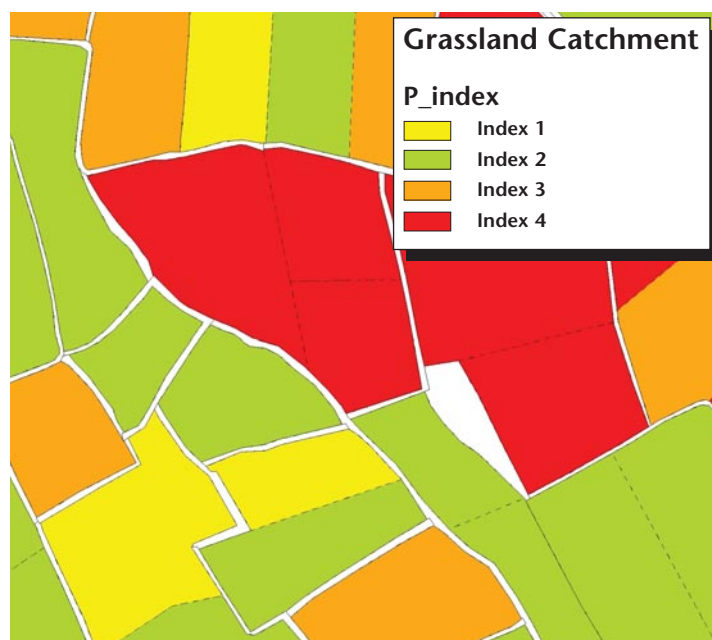 Grassland Catchment
P_index
Index 1
Index 2
Index 3
Index 4